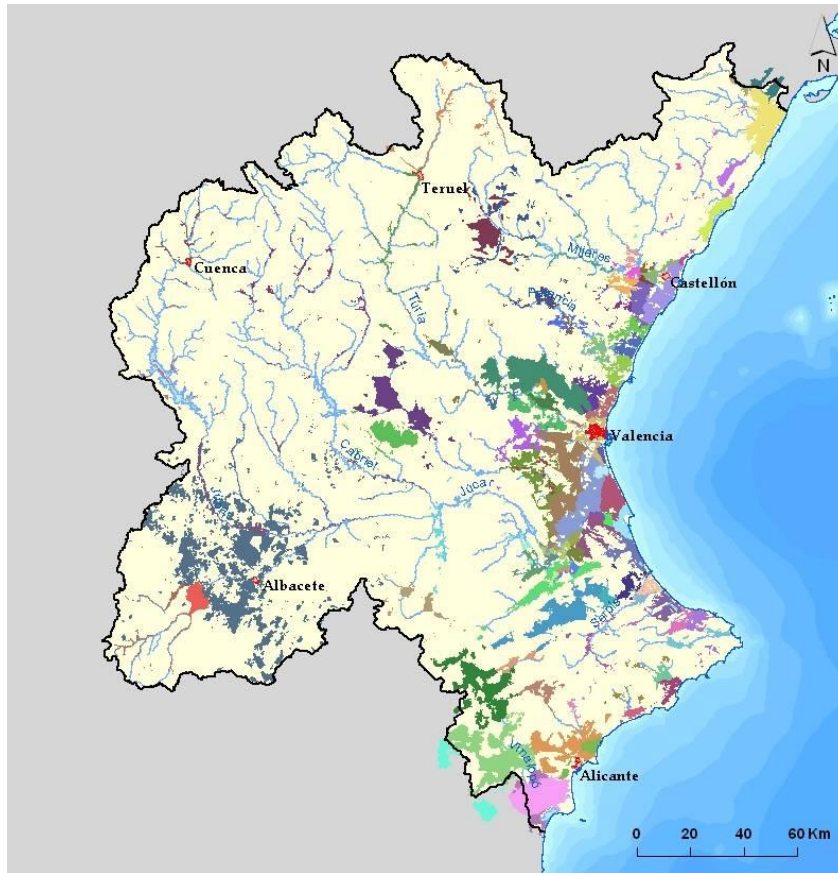 N
Teruel
Mijares
Cuenca
Castellón
Palancia
Turia
Valencia
Cabriel
Júcar
Albacete
Serpis
Vinalopó
Alicante
0 20 40 60 Km